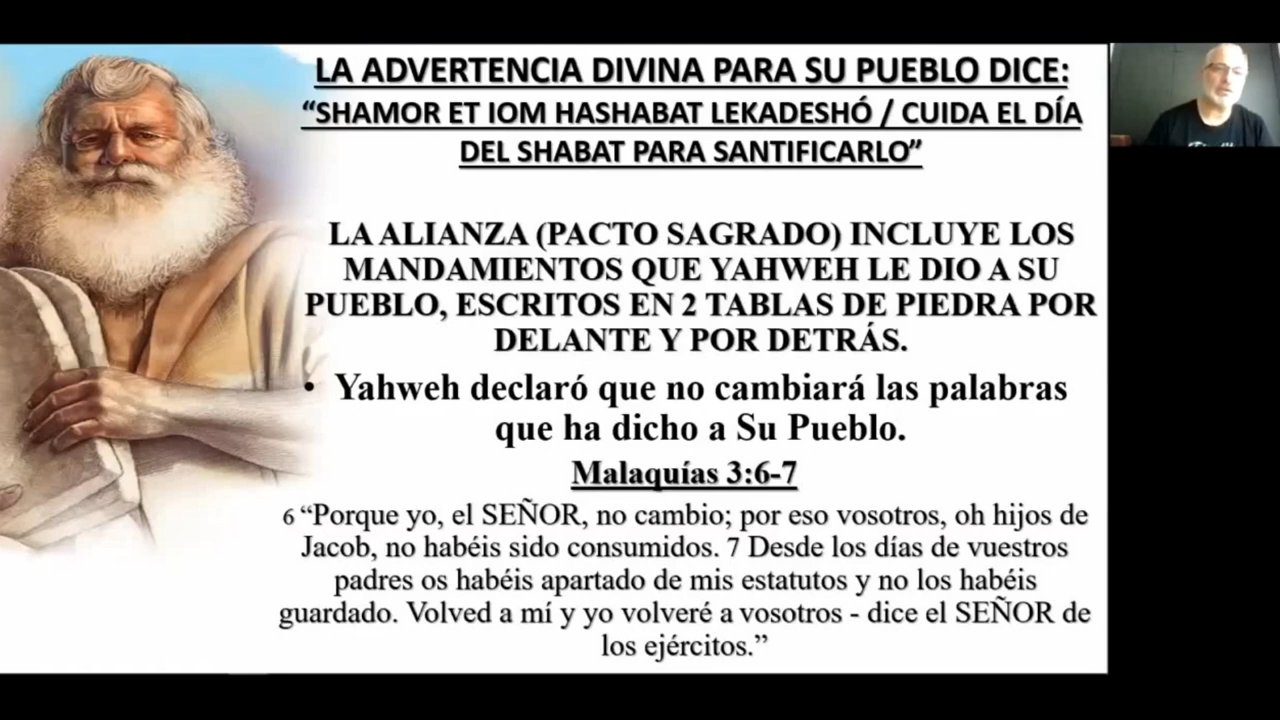 LA ADVERTENCIA DIVINA PARA SU PUEBLO DICE:
“SHAMOR ET IOM HASHABAT LEKADESHÓ / CUIDA EL DÍA
DEL SHABAT PARA SANTIFICARLO”
LA ALIANZA (PACTO SAGRADO) INCLUYE LOS
MANDAMIENTOS QUE YAHWEH LE DIO A SU
PUEBLO, ESCRITOS EN 2 TABLAS DE PIEDRA POR
DELANTE Y POR DETRÁS.
• Yahweh declaró que no cambiará las palabras
que ha dicho a Su Pueblo.
Malaquías 3:6-7
6 “Porque yo, el SEÑOR, no cambio; por eso vosotros, oh hijos de
Jacob, no habéis sido consumidos. 7 Desde los días de vuestros
padres os habéis apartado de mis estatutos y no los habéis
guardado. Volved a mí y yo volveré a vosotros - dice el SEÑOR de
los ejércitos.”